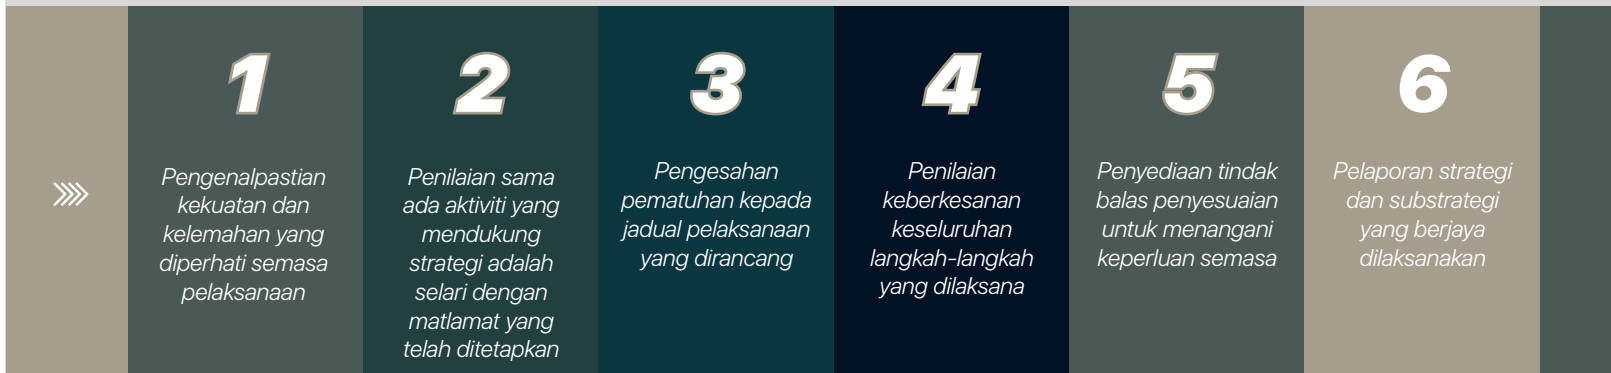 1
Pengenalpastian
kekuatan dan
kelemahan yang
diperhati semasa
pelaksanaan
2
Penilaian sama
ada aktiviti yang
mendukung
strategi adalah
selari dengan
matlamat yang
telah ditetapkan
3
Pengesahan
pematuhan kepada
jadual pelaksanaan
yang dirancang
4
Penilaian
keberkesanan
keseluruhan
langkah-langkah
yang dilaksana
5
Penyediaan tindak
balas penyesuaian
untuk menangani
keperluan semasa
6
Pelaporan strategi
dan substrategi
yang berjaya
dilaksanakan